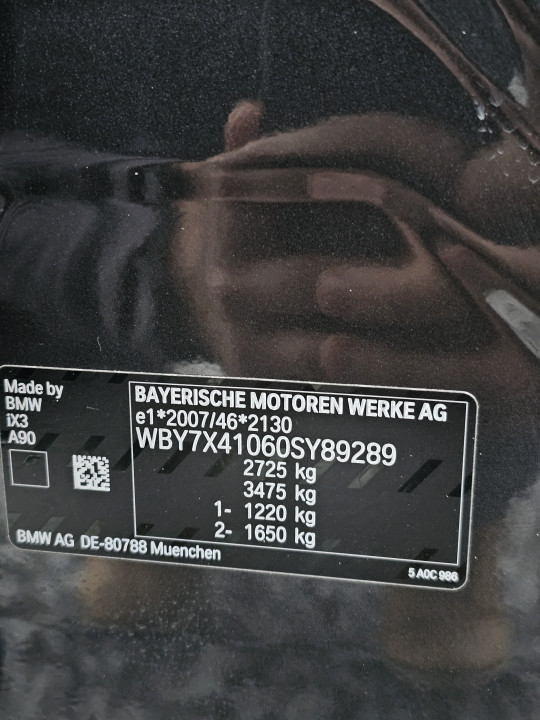 Made by
BMW
iX3
A90
BAYERISCHE MOTOREN WERKE AG
e1*2007/46*2130
WBY7X41060SY89289
2725 kg
3475 kg
1- 1220 kg
2- 1650 kg
BMW AG DE-80788 Muenchen
5 A0C 986